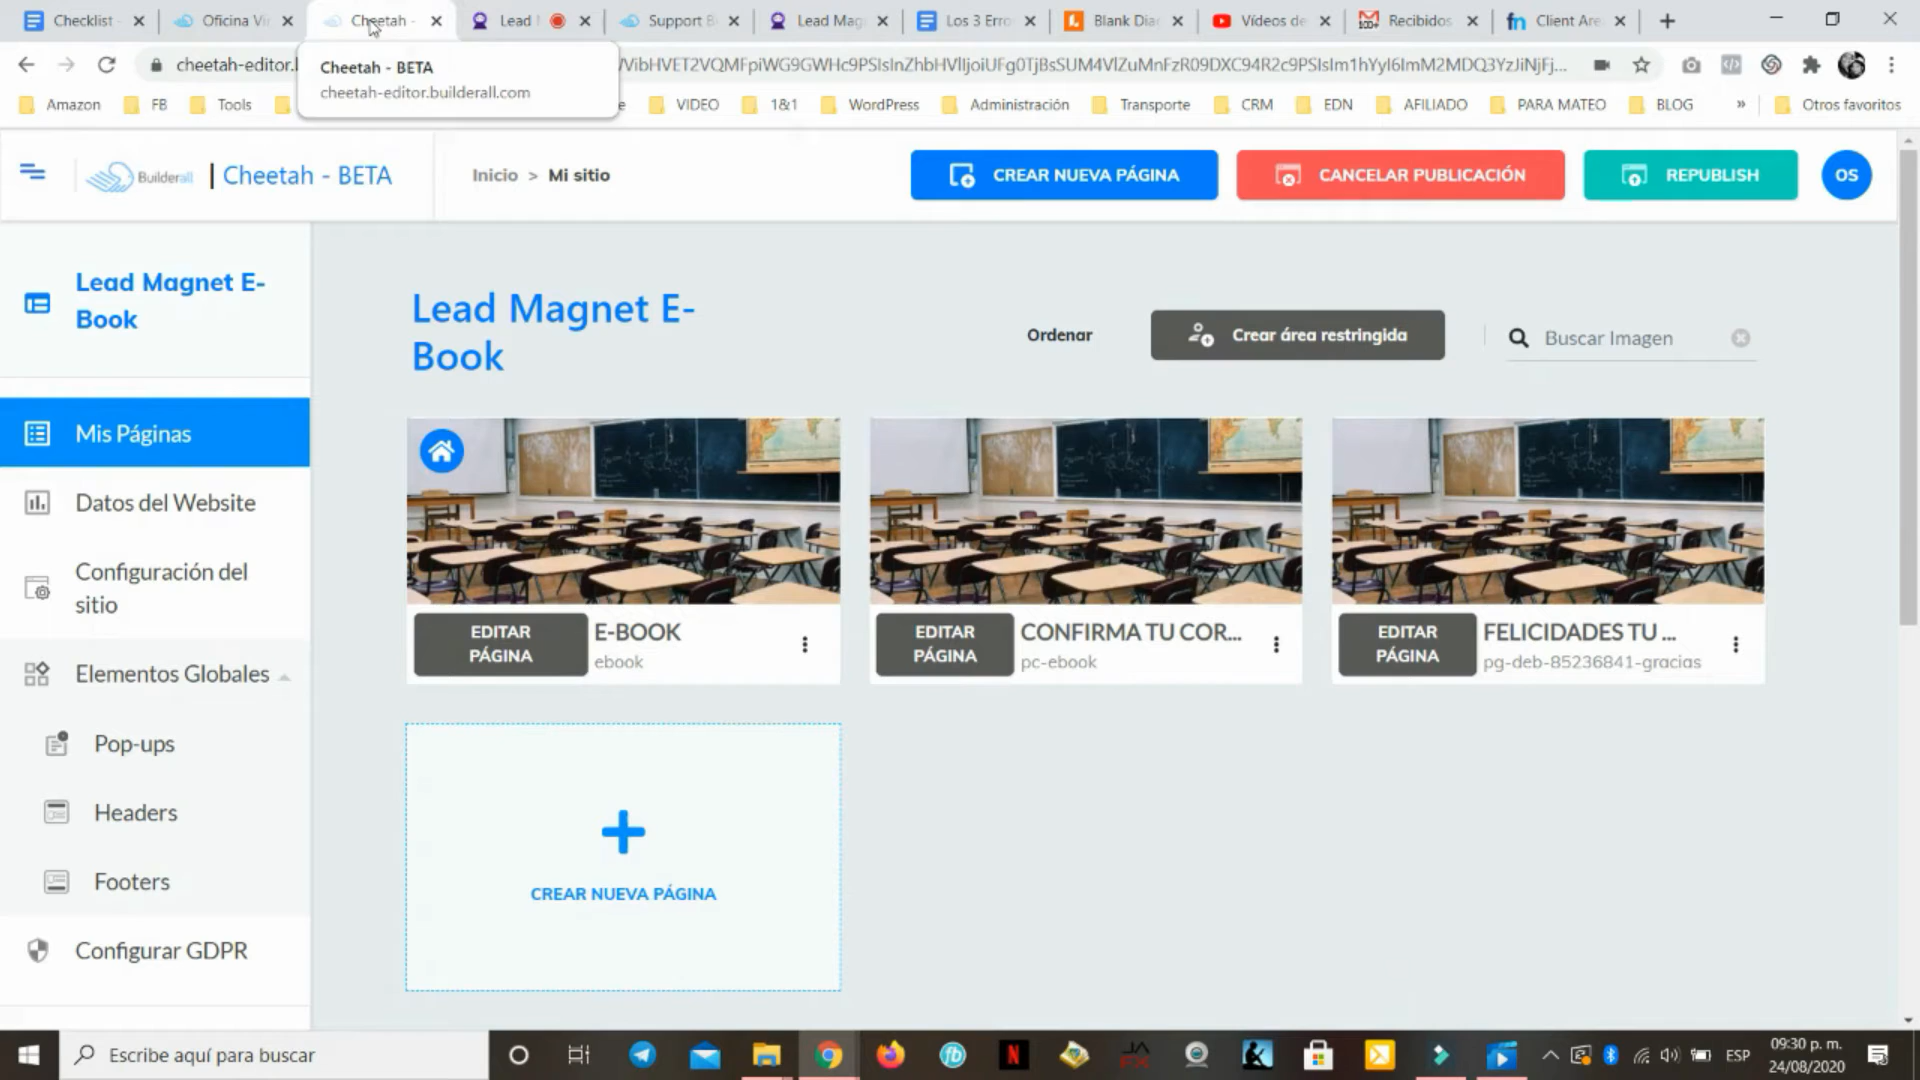 Checklist -
Oficina Vir
Cheetah -
Lead
Support B
Lead Mag
Los 3 Erro
Blank Dia
Vídeos de
Recibidos
Client Are
cheetah-editor.b
VibHVET2VQMFpiWG9GWHc9PSIsInZhbHVlIjoiUFg0TjBsSUM4VlZuMnFzR09DXC94R2c9PSIsIm1hYyI6ImM2MDQ3YzJiNjFj...
Cheetah - BETA
cheetah-editor.builderall.com
Amazon
FB
Tools
VIDEO
1&1
WordPress
Administración
Transporte
CRM
EDN
AFILIADO
PARA MATEO
BLOG
»
Otros favoritos
Builderall
| Cheetah - BETA
Inicio > Mi sitio
CREAR NUEVA PÁGINA
CANCELAR PUBLICACIÓN
REPUBLISH
OS
Lead Magnet E-
Book
Mis Páginas
Datos del Website
Configuración del
sitio
Elementos Globales
Pop-ups
Headers
Footers
Configurar GDPR
Lead Magnet E-
Book
Ordenar
Crear área restringida
Buscar Imagen
EDITAR
PÁGINA
E-BOOK
ebook
EDITAR
PÁGINA
CONFIRMA TU COR...
pc-ebook
EDITAR
PÁGINA
FELICIDADES TU ...
pg-deb-85236841-gracias
CREAR NUEVA PÁGINA
Escribe aquí para buscar
ESP
09:30 p. m.
24/08/2020